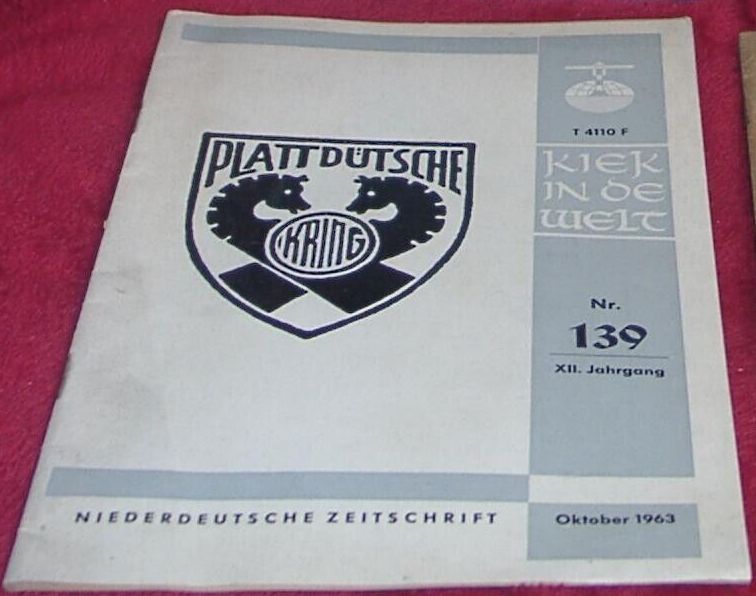 PLATTDÜTSCHE
KRING
T 4110 F
KIEK
IN DE
WELT
Nr.
139
XII. Jahrgang
NIEDERDEUTSCHE ZEITSCHRIFT
Oktober 1963